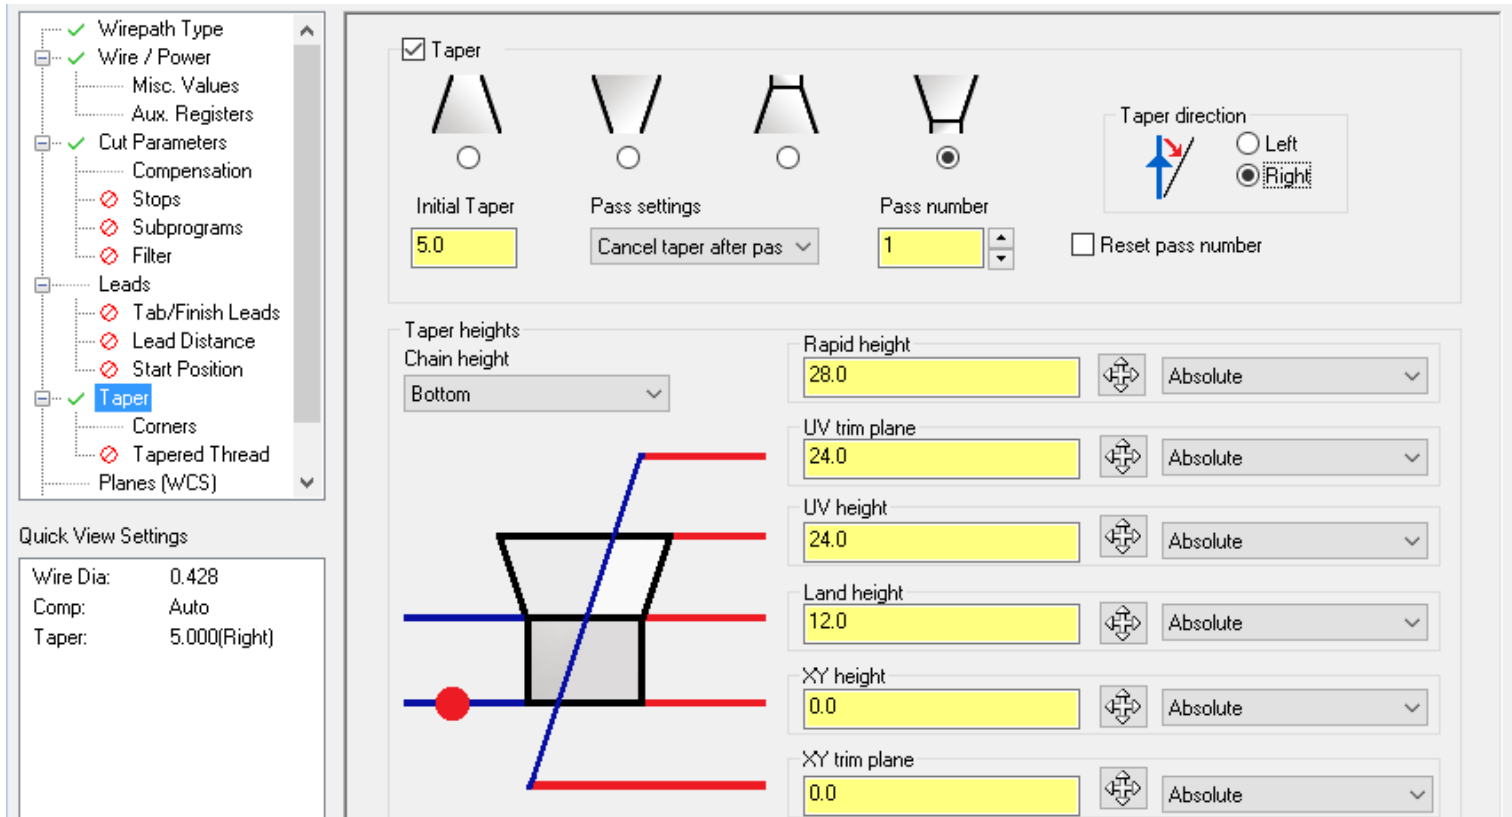 Wirepath Type
Wire / Power
Misc. Values
Aux. Registers
Cut Parameters
Compensation
Stops
Subprograms
Filter
Leads
Tab/Finish Leads
Lead Distance
Start Position
Taper
Corners
Tapered Thread
Planes (WCS)
Quick View Settings
Wire Dia: 0.428
Comp: Auto
Taper: 5.000(Right)
Taper
Taper direction
Left
Right
Initial Taper Pass settings Pass number
5.0 Cancel taper after pas 1 Reset pass number
Taper heights
Chain height
Bottom
Rapid height
28.0 Absolute
UV trim plane
24.0 Absolute
UV height
24.0 Absolute
Land height
12.0 Absolute
XY height
0.0 Absolute
XY trim plane
0.0 Absolute